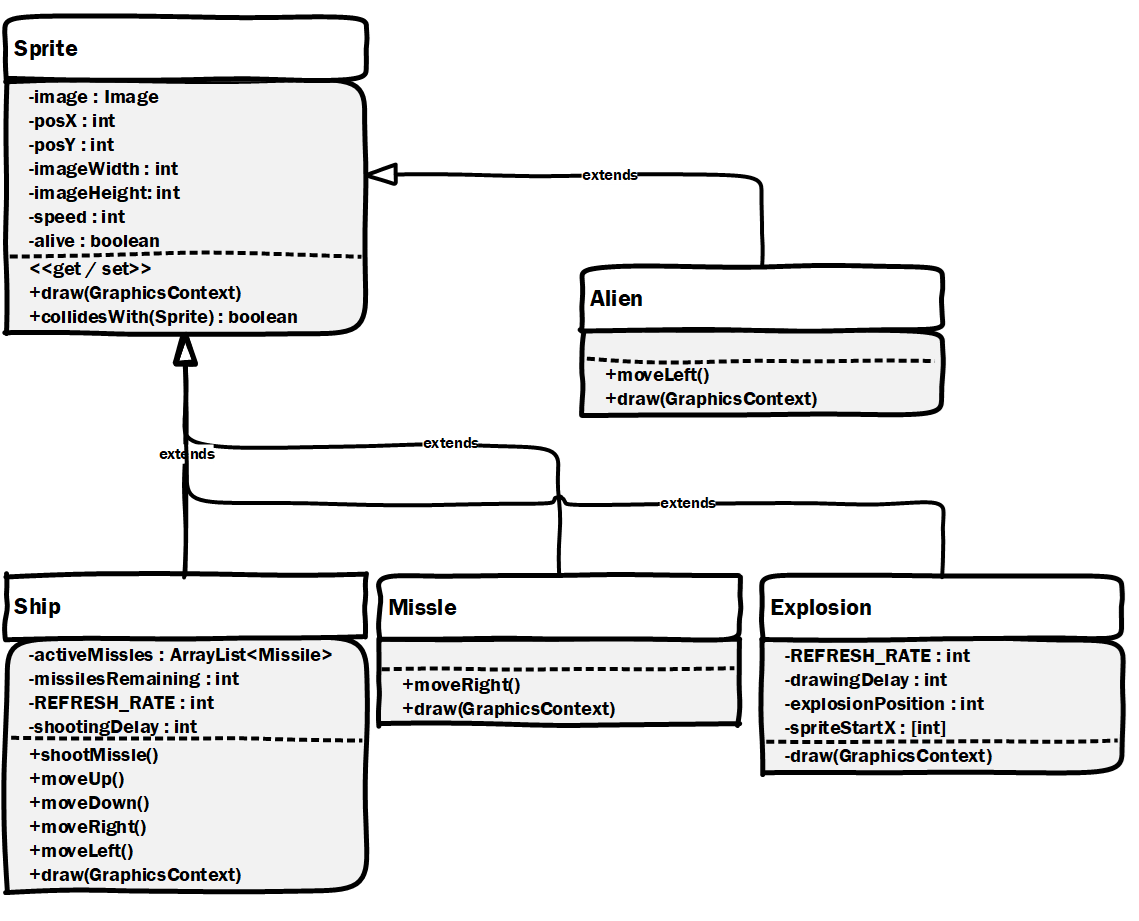 Sprite
-image : Image
-posX : int
-posY : int
-imageWidth : int
-imageHeight: int
-speed : int
-alive : boolean
<<get / set>>
+draw(GraphicsContext)
+collidesWith(Sprite) : boolean
extends
Alien
+moveLeft()
+draw(GraphicsContext)
extends
extends
extends
Ship
-activeMissles : ArrayList<Missile>
-missilesRemaining : int
-REFRESH_RATE : int
-shootingDelay : int
+shootMissle()
+moveUp()
+moveDown()
+moveRight()
+moveLeft()
+draw(GraphicsContext)
Missle
+moveRight()
+draw(GraphicsContext)
Explosion
-REFRESH_RATE : int
-drawingDelay : int
-explosionPosition : int
-spriteStartX : [int]
-draw(GraphicsContext)